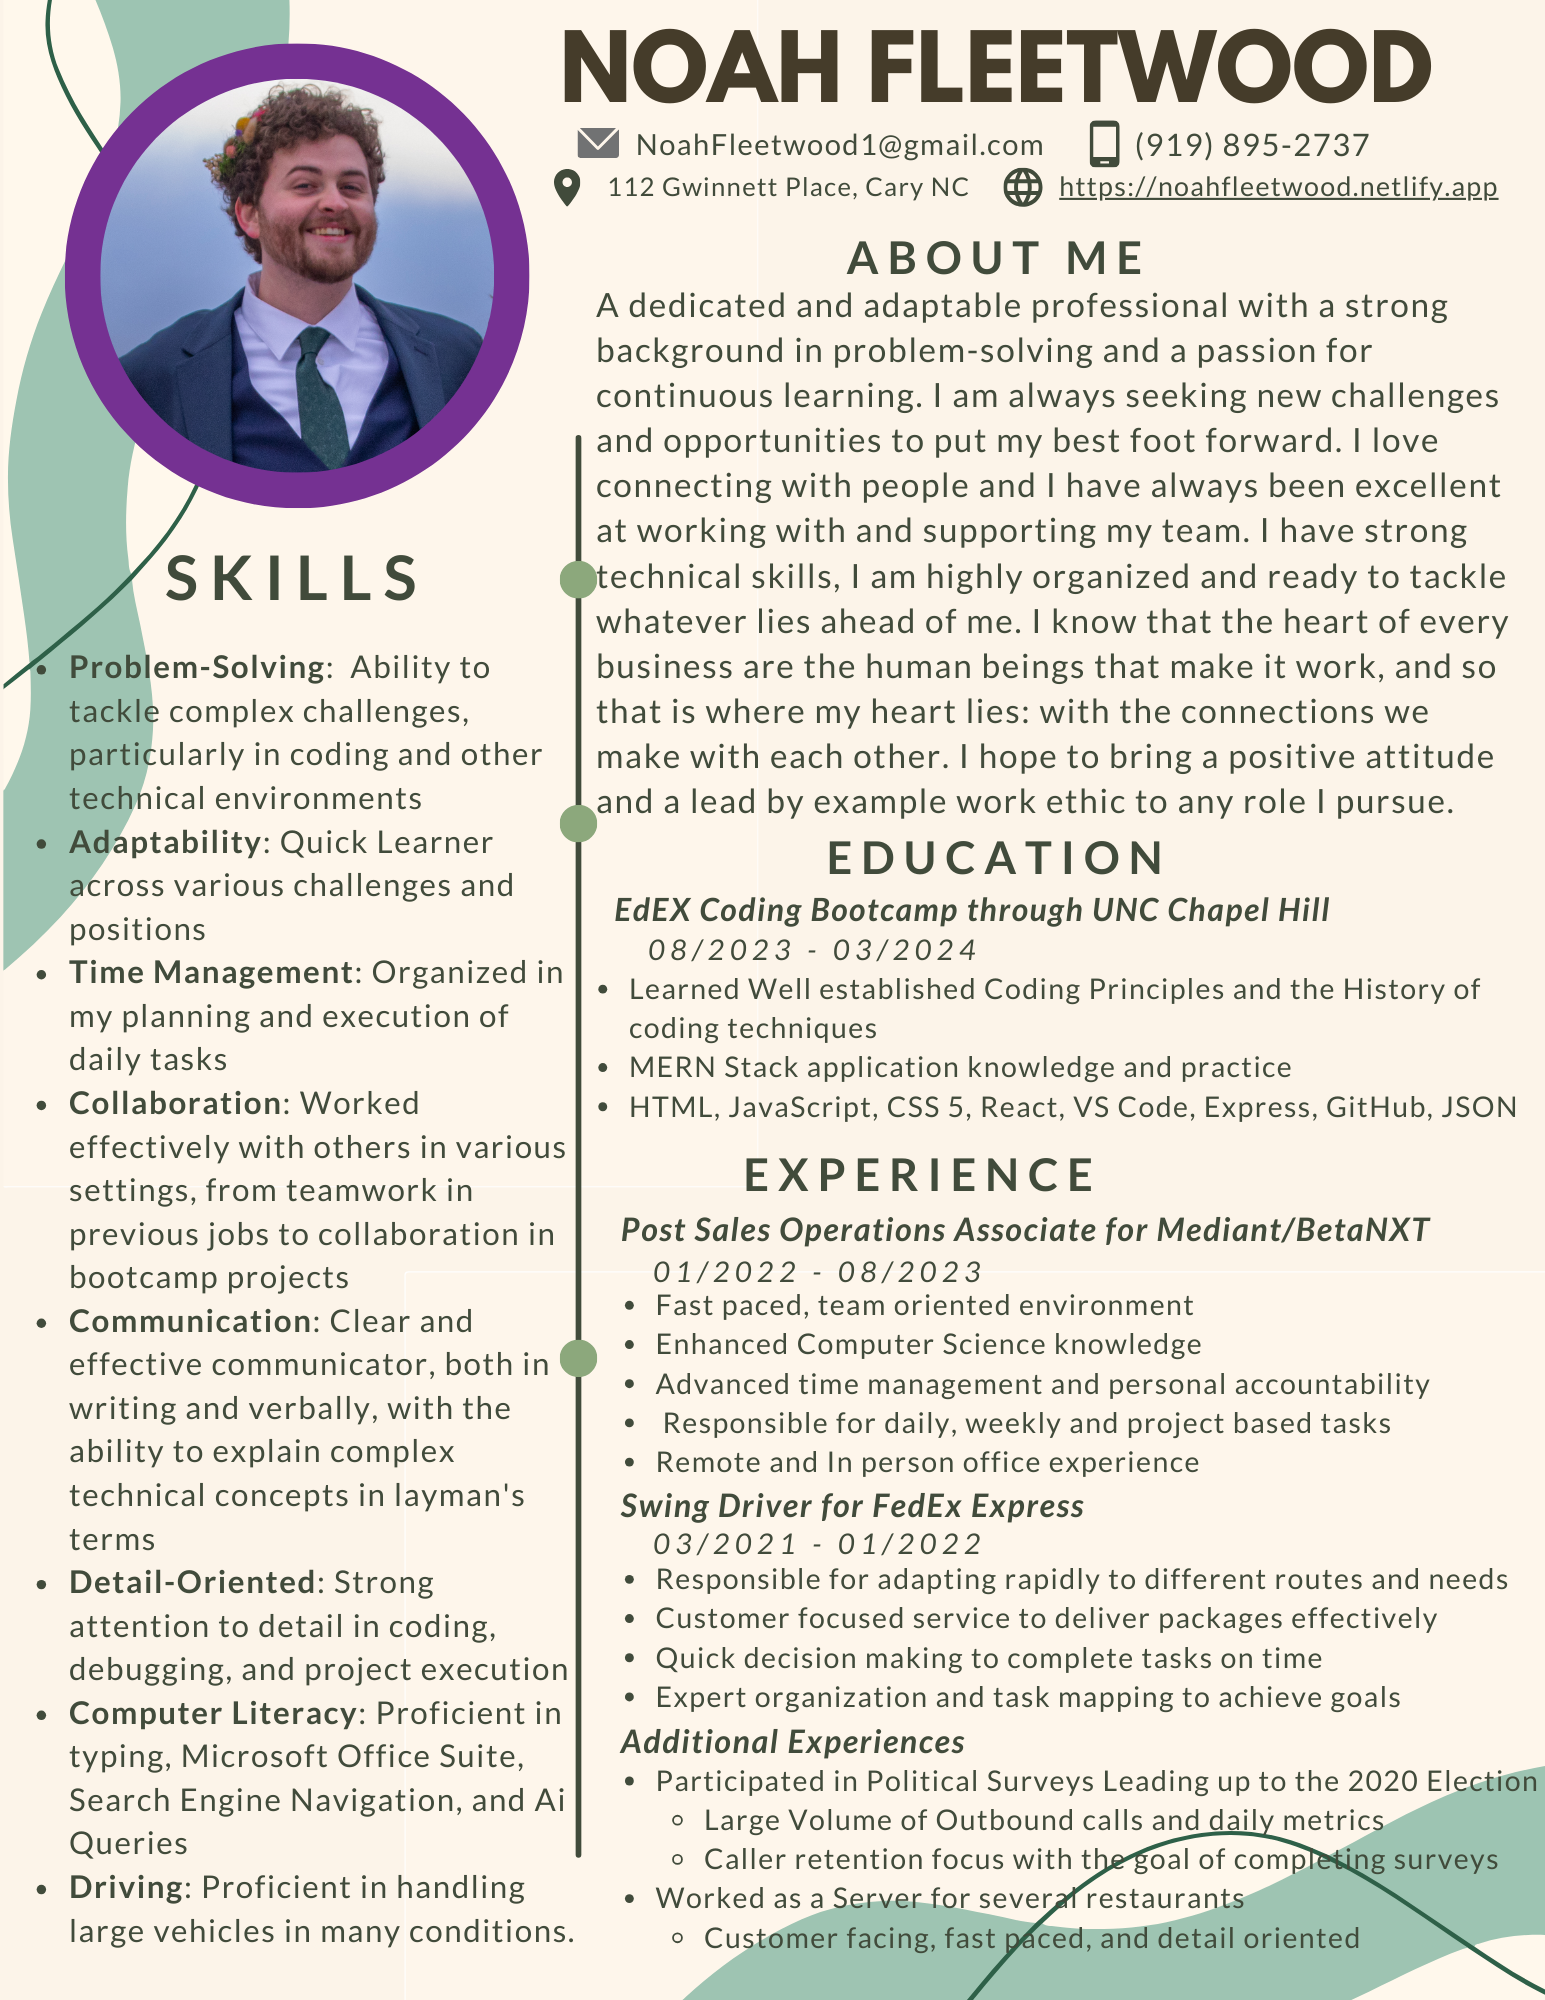 NOAH FLEETWOOD
NoahFleetwood1@gmail.com (919) 895-2737
112 Gwinnett Place, Cary NC https://noahfleetwood.netlify.app
ABOUT ME
A dedicated and adaptable professional with a strong
background in problem-solving and a passion for
continuous learning. I am always seeking new challenges
and opportunities to put my best foot forward. I love
connecting with people and I have always been excellent
at working with and supporting my team. I have strong
technical skills, I am highly organized and ready to tackle
whatever lies ahead of me. I know that the heart of every
business are the human beings that make it work, and so
that is where my heart lies: with the connections we
make with each other. I hope to bring a positive attitude
and a lead by example work ethic to any role I pursue.
SKILLS
• Problem-Solving: Ability to
tackle complex challenges,
particularly in coding and other
technical environments
• Adaptability: Quick Learner
across various challenges and
positions
• Time Management: Organized in
my planning and execution of
daily tasks
• Collaboration: Worked
effectively with others in various
settings, from teamwork in
previous jobs to collaboration in
bootcamp projects
• Communication: Clear and
effective communicator, both in
writing and verbally, with the
ability to explain complex
technical concepts in layman's
terms
• Detail-Oriented: Strong
attention to detail in coding,
debugging, and project execution
• Computer Literacy: Proficient in
typing, Microsoft Office Suite,
Search Engine Navigation, and Ai
Queries
• Driving: Proficient in handling
large vehicles in many conditions.
EDUCATION
EdEX Coding Bootcamp through UNC Chapel Hill
08/2023 - 03/2024
• Learned Well established Coding Principles and the History of
coding techniques
• MERN Stack application knowledge and practice
• HTML, JavaScript, CSS 5, React, VS Code, Express, GitHub, JSON
EXPERIENCE
Post Sales Operations Associate for Mediant/BetaNXT
01/2022 - 08/2023
• Fast paced, team oriented environment
• Enhanced Computer Science knowledge
• Advanced time management and personal accountability
• Responsible for daily, weekly and project based tasks
• Remote and In person office experience
Swing Driver for FedEx Express
03/2021 - 01/2022
• Responsible for adapting rapidly to different routes and needs
• Customer focused service to deliver packages effectively
• Quick decision making to complete tasks on time
• Expert organization and task mapping to achieve goals
Additional Experiences
• Participated in Political Surveys Leading up to the 2020 Election
◦ Large Volume of Outbound calls and daily metrics
◦ Caller retention focus with the goal of completing surveys
• Worked as a Server for several restaurants
◦ Customer facing, fast paced, and detail oriented